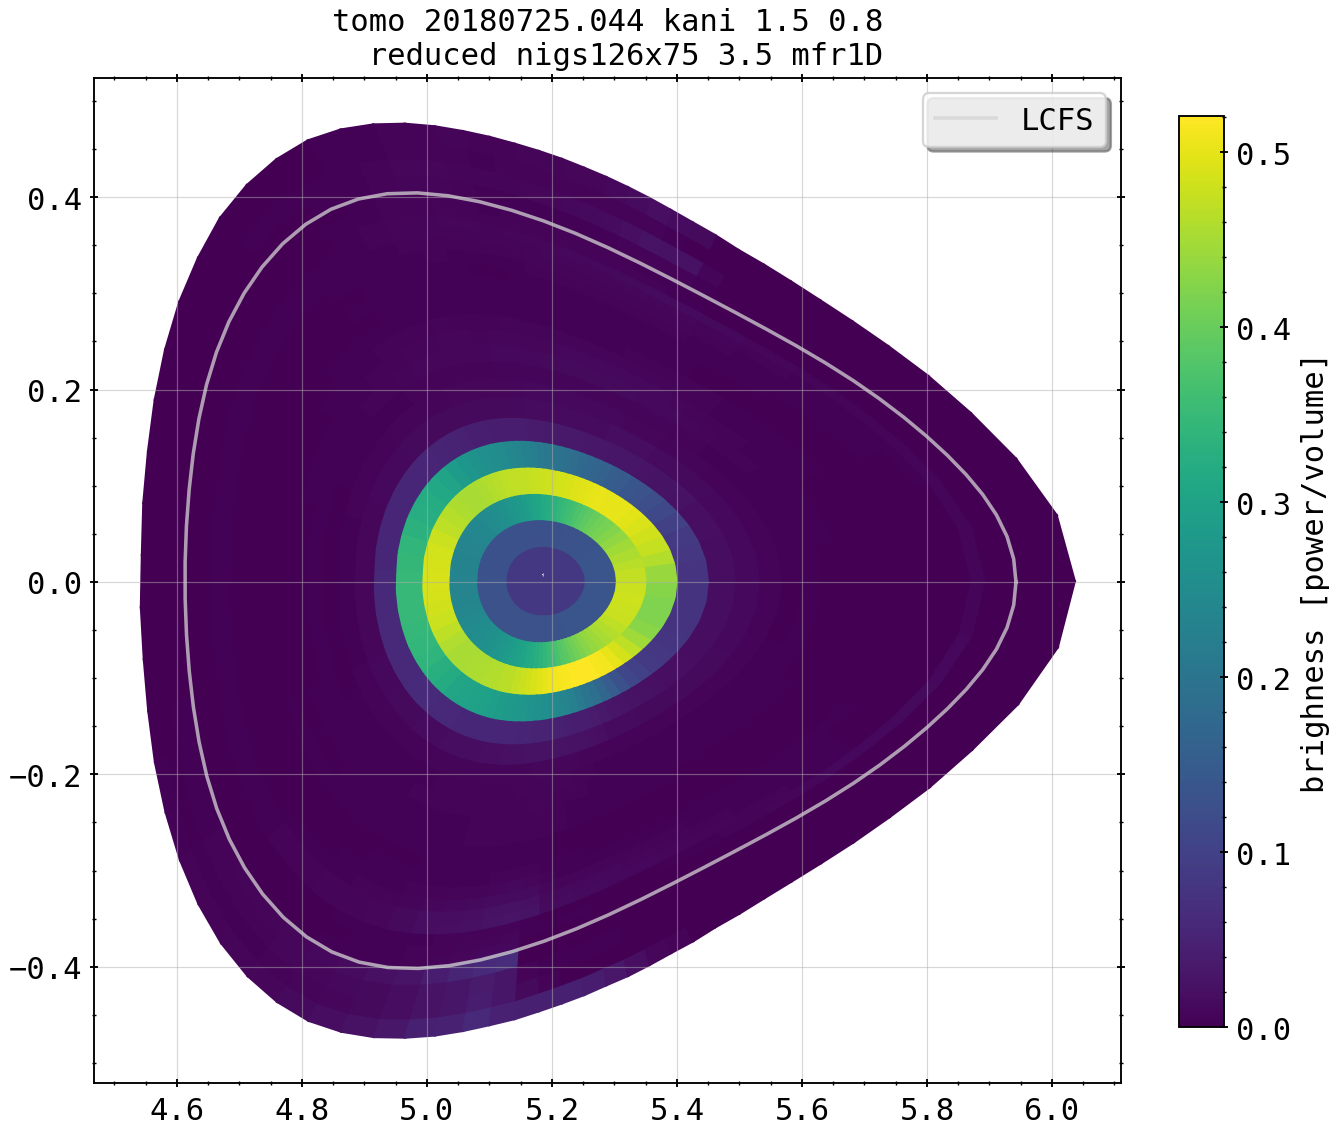 tomo 20180725.044 kani 1.5 0.8
reduced nigs126x75 3.5 mfr1D
LCFS
0.4
0.2
0.0
−0.2
−0.4
4.6 4.8 5.0 5.2 5.4 5.6 5.8 6.0
0.5
0.4
0.3
0.2
0.1
0.0
brighness [power/volume]